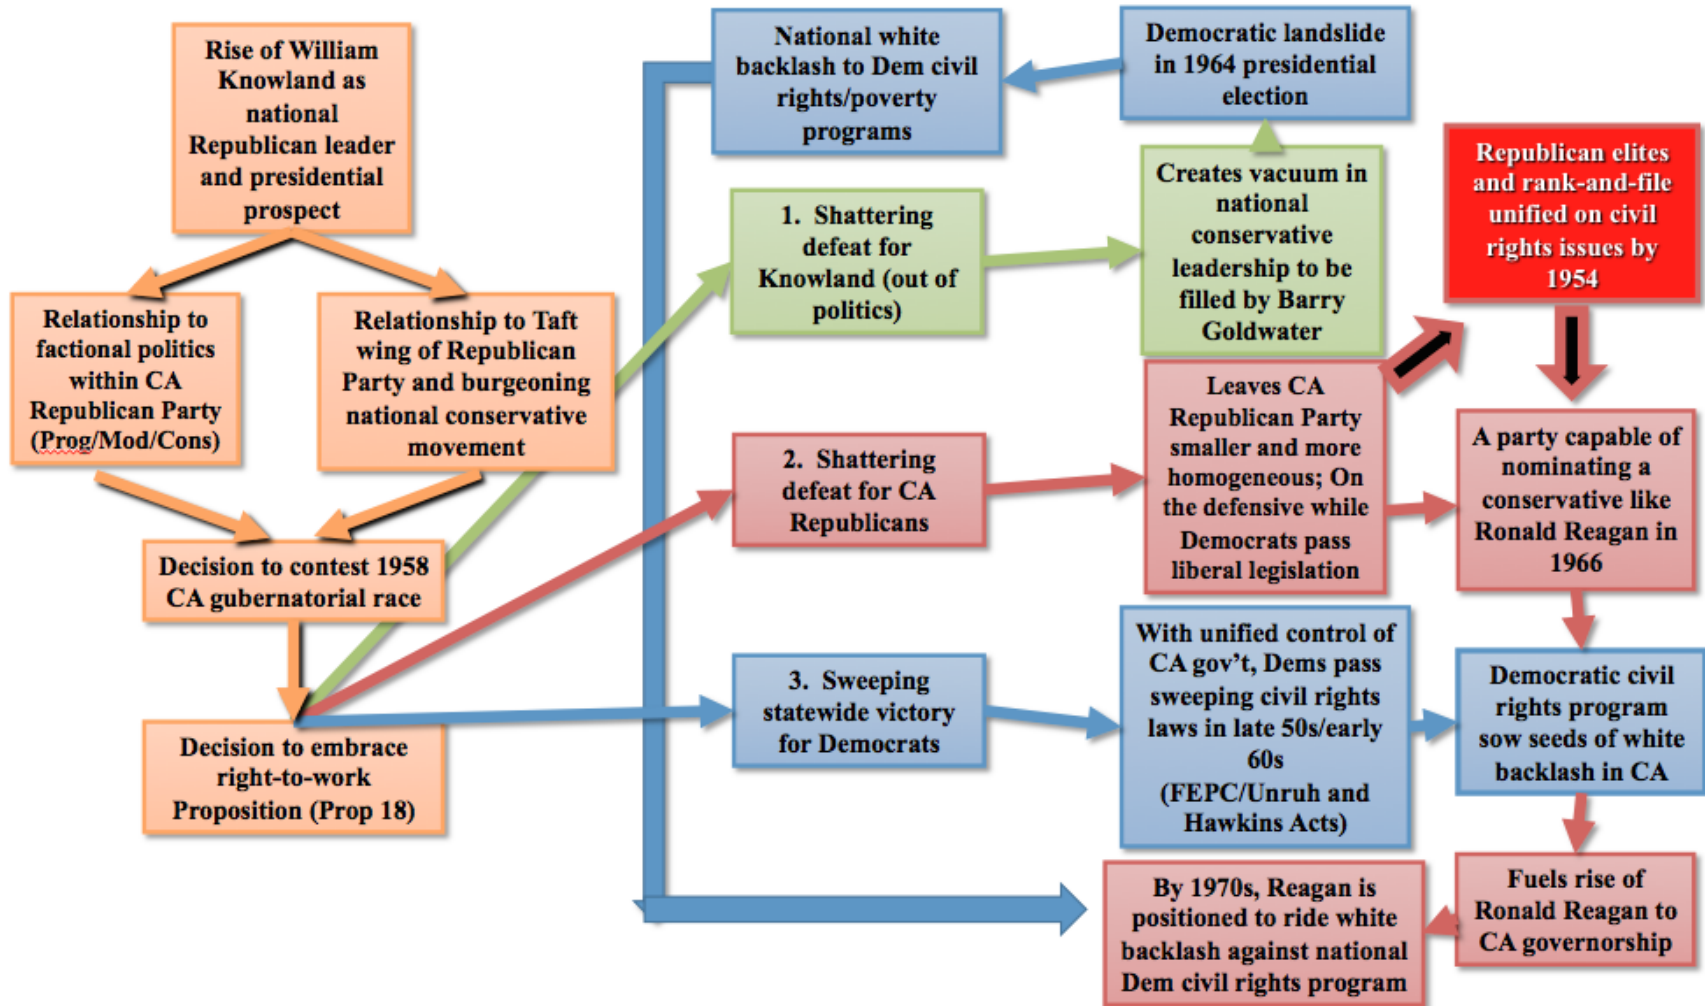 Rise of William
Knowland as
national
Republican leader
and presidential
prospect
Relationship to
factional politics
within CA
Republican Party
(Prog/Mod/Cons)
Relationship to Taft
wing of Republican
Party and burgeoning
national conservative
movement
Decision to contest 1958
CA gubernatorial race
Decision to embrace
right-to-work
Proposition (Prop 18)
National white
backlash to Dem civil
rights/poverty
programs
Democratic landslide
in 1964 presidential
election
1. Shattering
defeat for
Knowland (out of
politics)
Creates vacuum in
national
conservative
leadership to be
filled by Barry
Goldwater
Republican elites
and rank-and-file
unified on civil
rights issues by
1954
2. Shattering
defeat for CA
Republicans
Leaves CA
Republican Party
smaller and more
homogeneous; On
the defensive while
Democrats pass
liberal legislation
A party capable of
nominating a
conservative like
Ronald Reagan in
1966
3. Sweeping
statewide victory
for Democrats
With unified control of
CA gov’t, Dems pass
sweeping civil rights
laws in late 50s/early
60s
(FEPC/Unruh and
Hawkins Acts)
Democratic civil
rights program
sow seeds of white
backlash in CA
By 1970s, Reagan is
positioned to ride white
backlash against national
Dem civil rights program
Fuels rise of
Ronald Reagan to
CA governorship